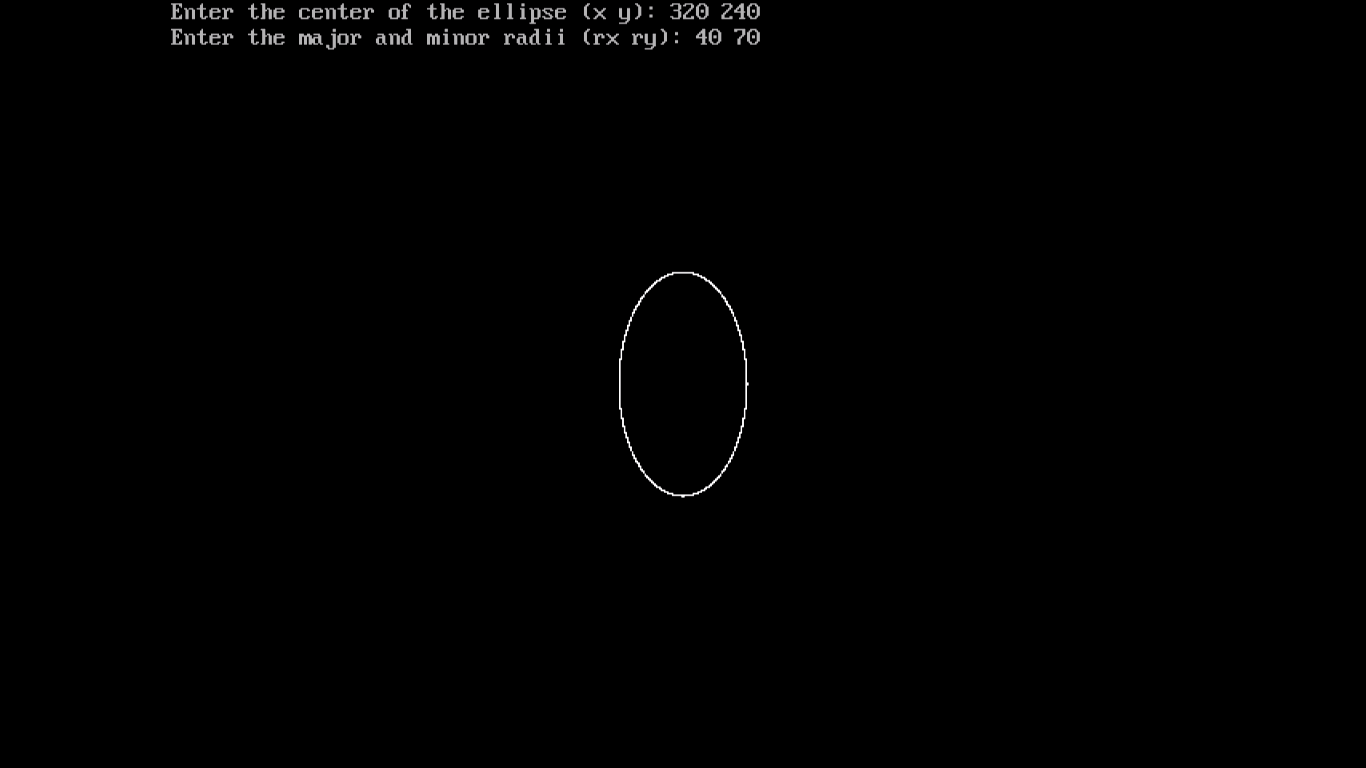 Enter the center of the ellipse (x y): 320 240
Enter the major and minor radii (rx ry): 40 70